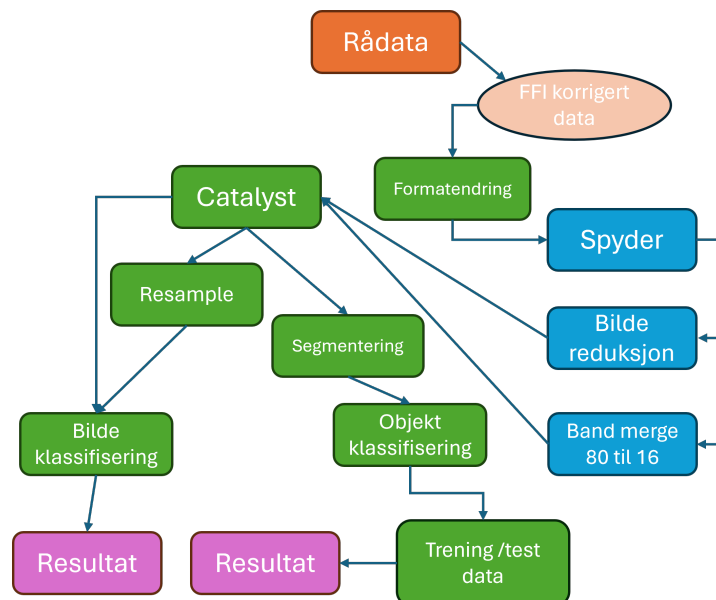 Rådata
FFI korrigert
data
Formatendring
Catalyst
Spyder
Resample
Bilde
reduksjon
Segmentering
Bilde
klassifisering
Objekt
klassifisering
Band merge
80 til 16
Resultat
Resultat
Trening /test
data